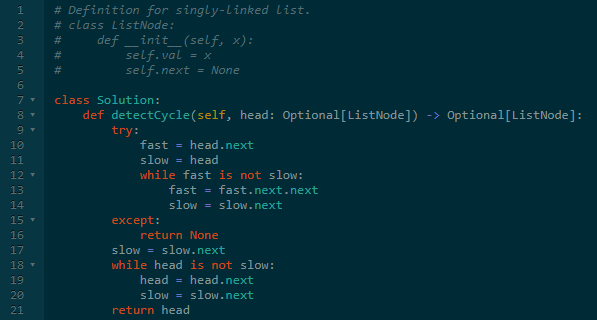 1 # Definition for singly-linked list.
2 # class ListNode:
3 #     def __init__(self, x):
4 #         self.val = x
5 #         self.next = None
6
7 class Solution:
8     def detectCycle(self, head: Optional[ListNode]) -> Optional[ListNode]:
9         try:
10             fast = head.next
11             slow = head
12             while fast is not slow:
13                 fast = fast.next.next
14                 slow = slow.next
15         except:
16             return None
17         slow = slow.next
18         while head is not slow:
19             head = head.next
20             slow = slow.next
21         return head